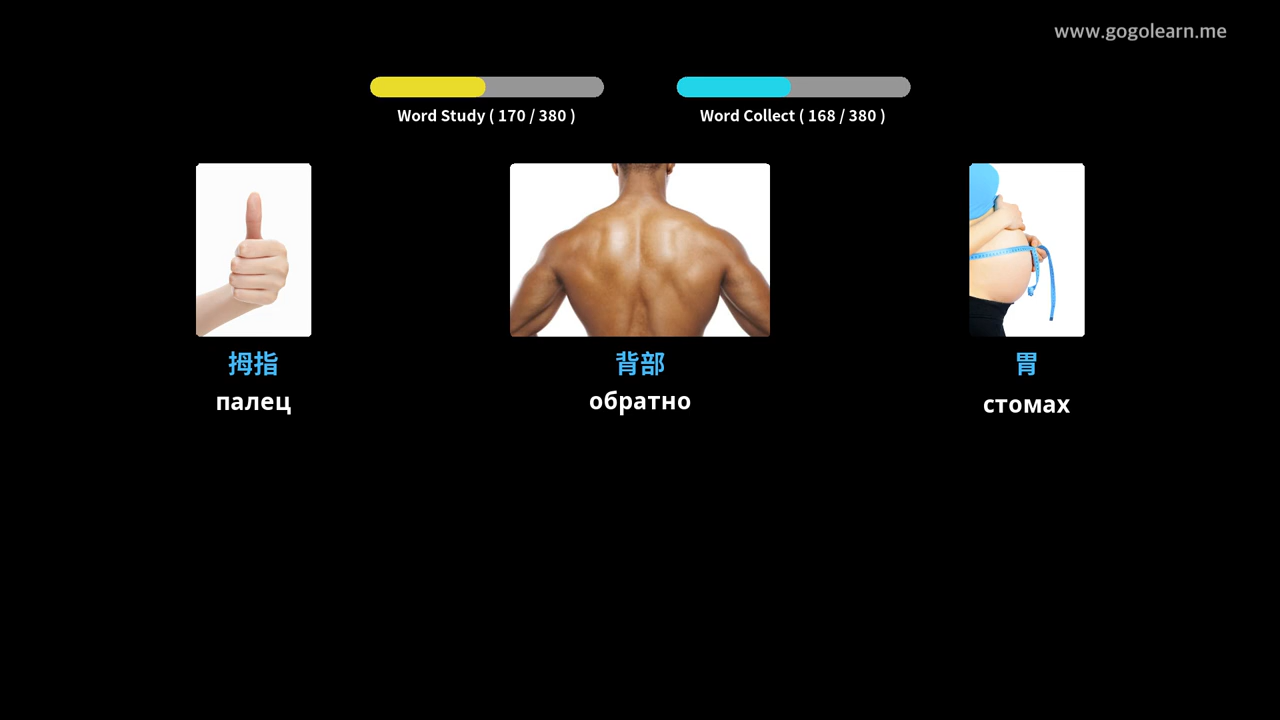 www.gogolearn.me
Word Study ( 170 / 380 )
Word Collect ( 168 / 380 )
拇指
背部
胃
палец
обратно
стомах